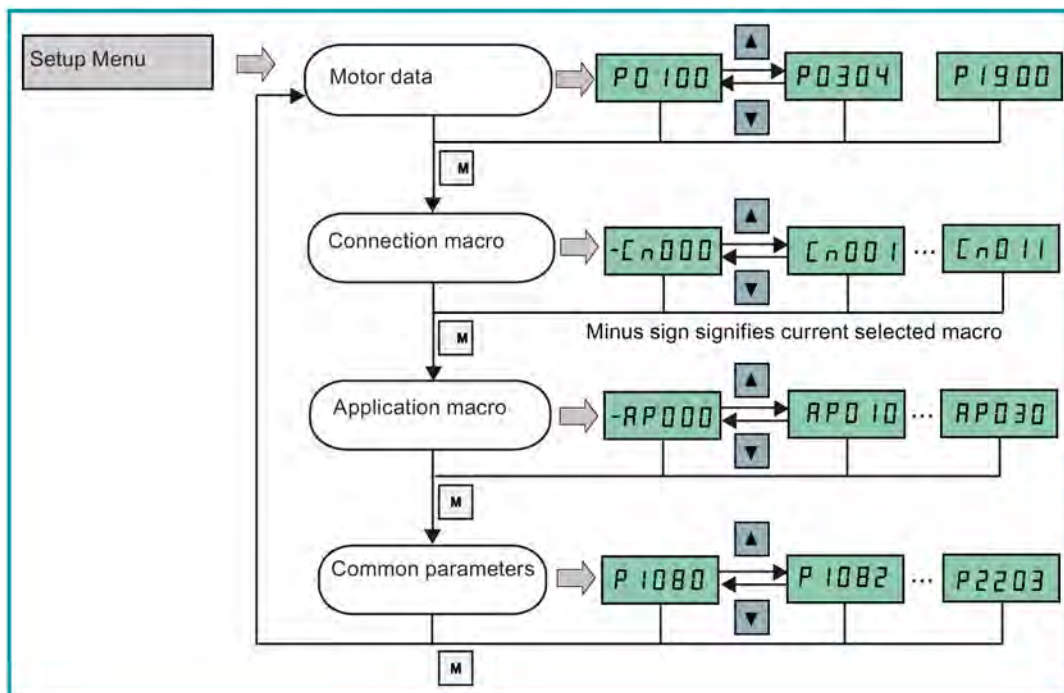 Setup Menu
Motor data
▲
P0100
P0304
P1900
▼
M
Connection macro
▲
-Cn000
Cn001 ... Cn011
▼
Minus sign signifies current selected macro
M
Application macro
▲
-AP000
AP010 ... AP030
▼
M
Common parameters
▲
P1080
P1082 ... P2203
▼
M